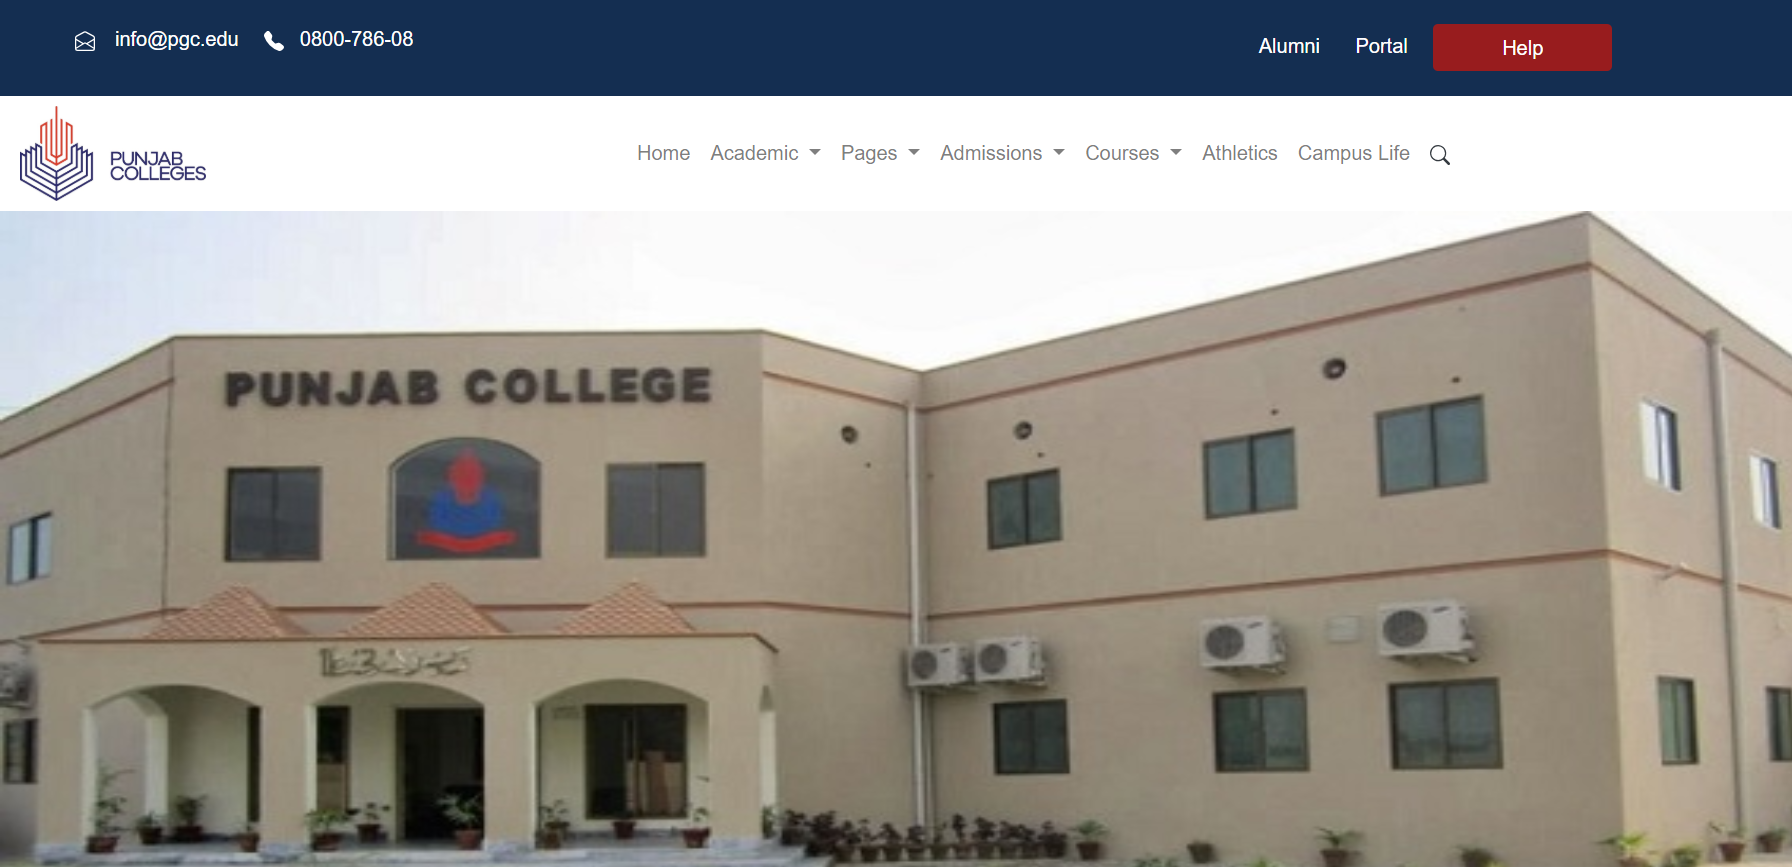 info@pgc.edu 0800-786-08
Alumni Portal Help
PUNJAB
COLLEGES
Home Academic Pages Admissions Courses Athletics Campus Life
PUNJAB COLLEGE